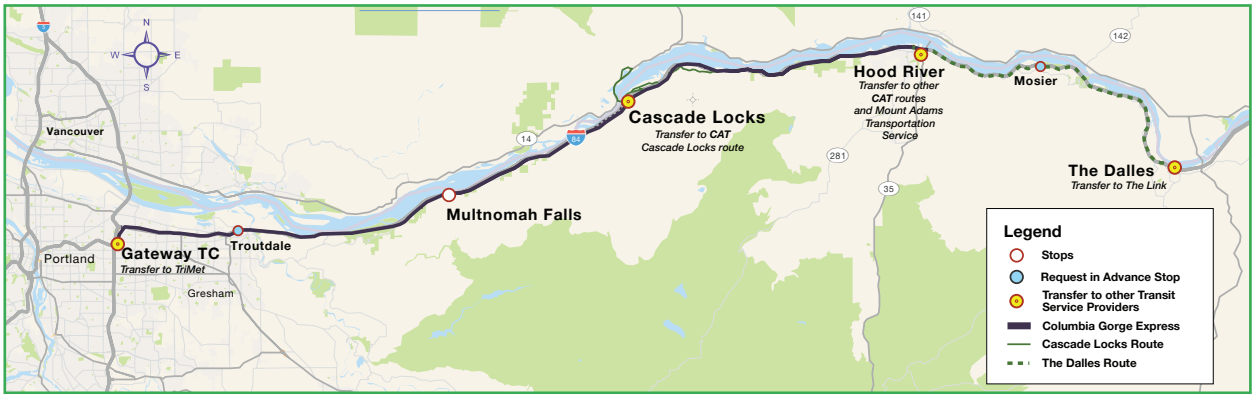 5
N
W
E
S
141
142
Vancouver
14
84
Hood River
Transfer to other
CAT routes
and Mount Adams
Transportation
Service
Mosier
Cascade Locks
Transfer to CAT
Cascade Locks route
281
35
The Dalles
Transfer to The Link
Multnomah Falls
Troutdale
Gateway TC
Transfer to TriMet
Portland
Gresham
Legend
Stops
Request in Advance Stop
Transfer to other Transit
Service Providers
Columbia Gorge Express
Cascade Locks Route
The Dalles Route